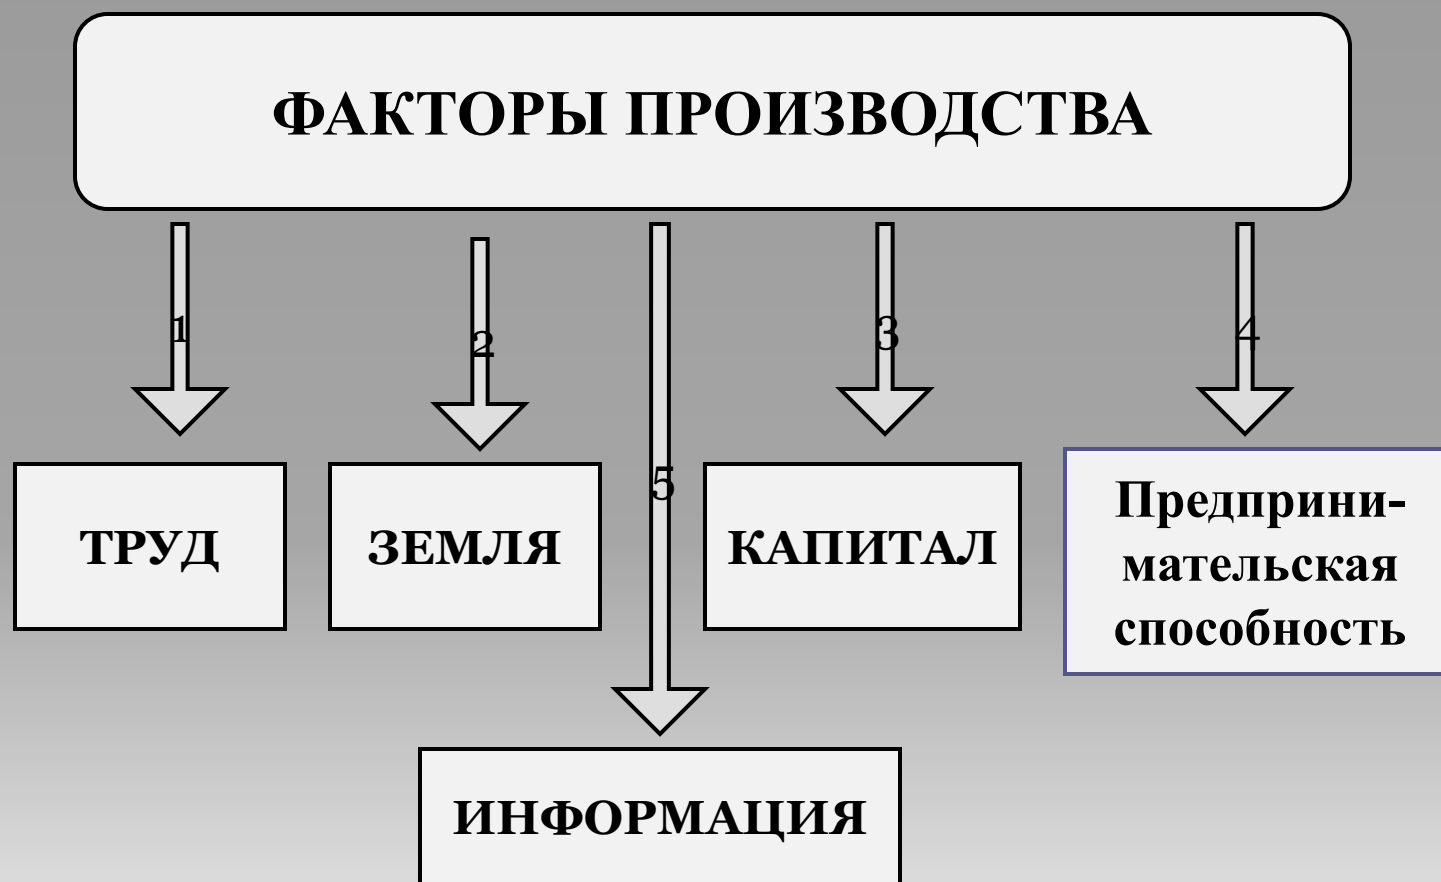 ФАКТОРЫ ПРОИЗВОДСТВА
1
2
3
4
5
ТРУД
ЗЕМЛЯ
КАПИТАЛ
Предприни-
мательская
способность
ИНФОРМАЦИЯ